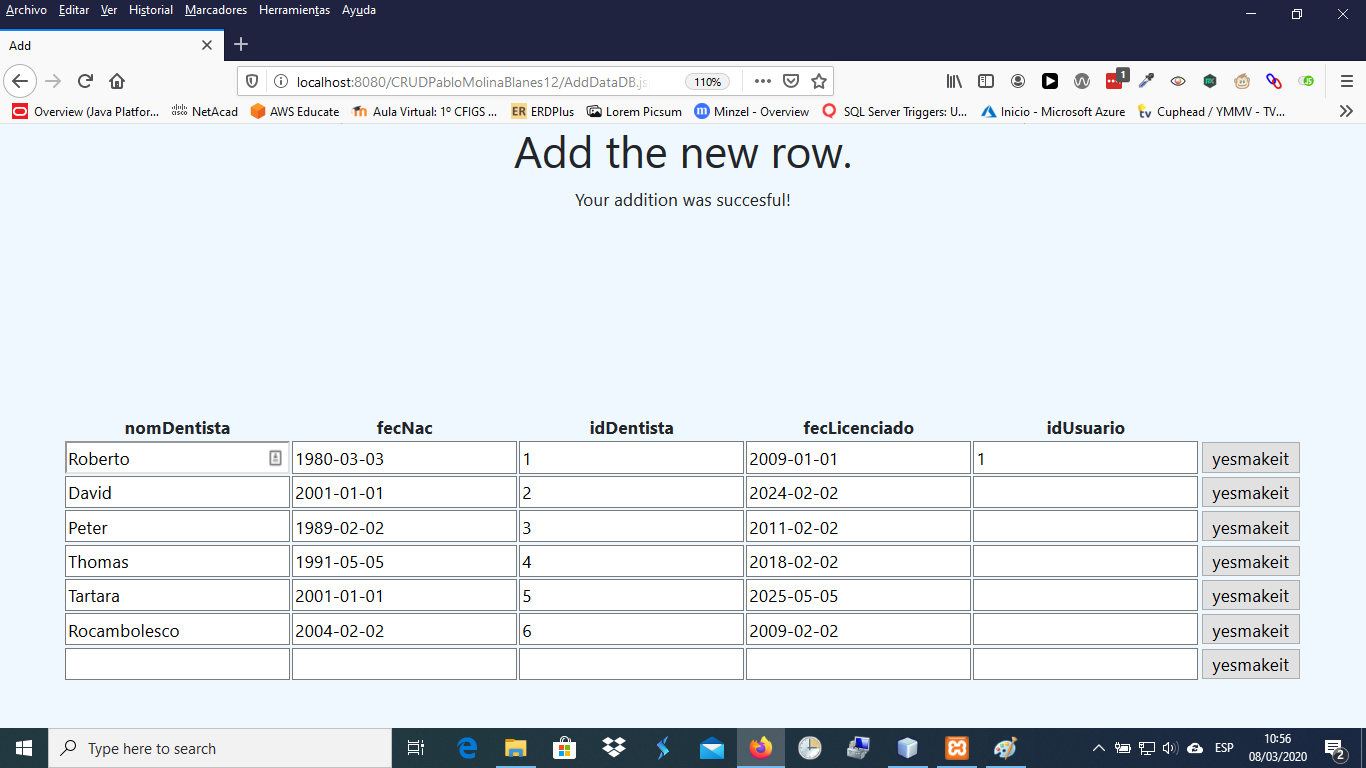 Archivo Editar Ver Historial Marcadores Herramientas Ayuda
Add
localhost:8080/CRUDPabloMolinaBlanes12/AddDataDB.js 110%
1
Overview (Java Platfor... NetAcad AWS Educate Aula Virtual: 1º CFIGS ... ER ERDPlus Lorem Picsum m Minzel - Overview SQL Server Triggers: U... Inicio - Microsoft Azure tv Cuphead / YMMV - TV...
Add the new row.
Your addition was succesful!
nomDentista fecNac idDentista fecLicenciado idUsuario
Roberto 1980-03-03 1 2009-01-01 1 yesmakeit
David 2001-01-01 2 2024-02-02 yesmakeit
Peter 1989-02-02 3 2011-02-02 yesmakeit
Thomas 1991-05-05 4 2018-02-02 yesmakeit
Tartara 2001-01-01 5 2025-05-05 yesmakeit
Rocambolesco 2004-02-02 6 2009-02-02 yesmakeit
yesmakeit
Type here to search ESP 10:56 2
08/03/2020